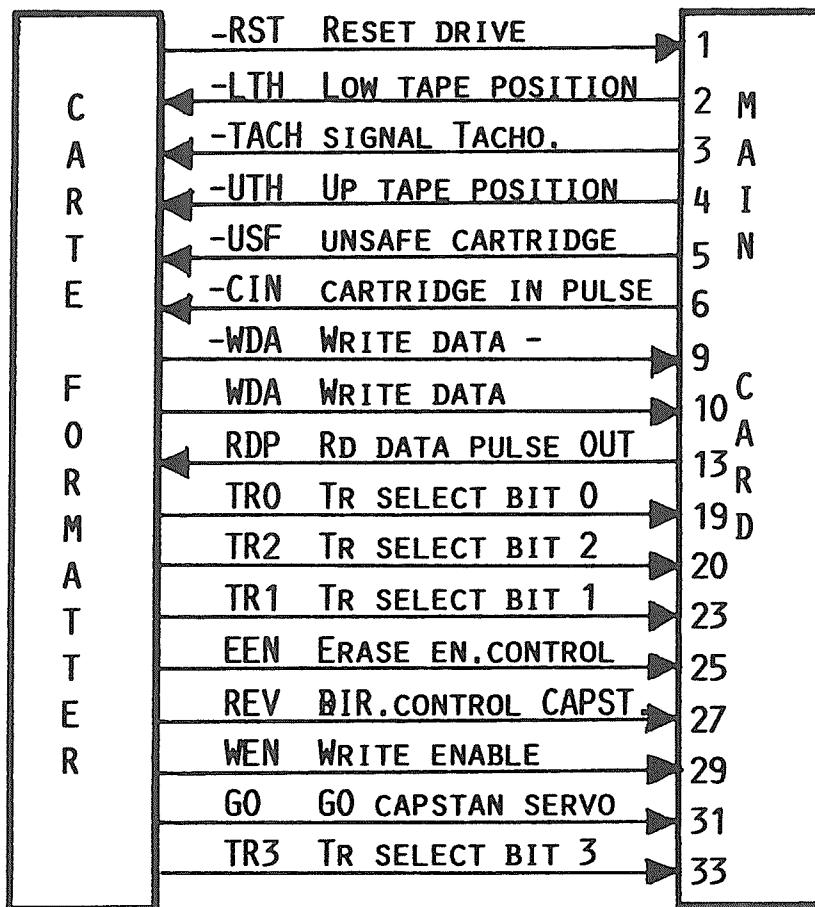 CARTE FORMATTER
MAIN CARD
-RST RESET DRIVE 1
-LTH LOW TAPE POSITION 2
-TACH SIGNAL TACHO. 3
-UTH UP TAPE POSITION 4
-USF UNSAFE CARTRIDGE 5
-CIN CARTRIDGE IN PULSE 6
-WDA WRITE DATA - 9
WDA WRITE DATA 10
RDP RD DATA PULSE OUT 13
TR0 TR SELECT BIT 0 19
TR2 TR SELECT BIT 2 20
TR1 TR SELECT BIT 1 23
EEN ERASE EN.CONTROL 25
REV DIR.CONTROL CAPST. 27
WEN WRITE ENABLE 29
GO GO CAPSTAN SERVO 31
TR3 TR SELECT BIT 3 33